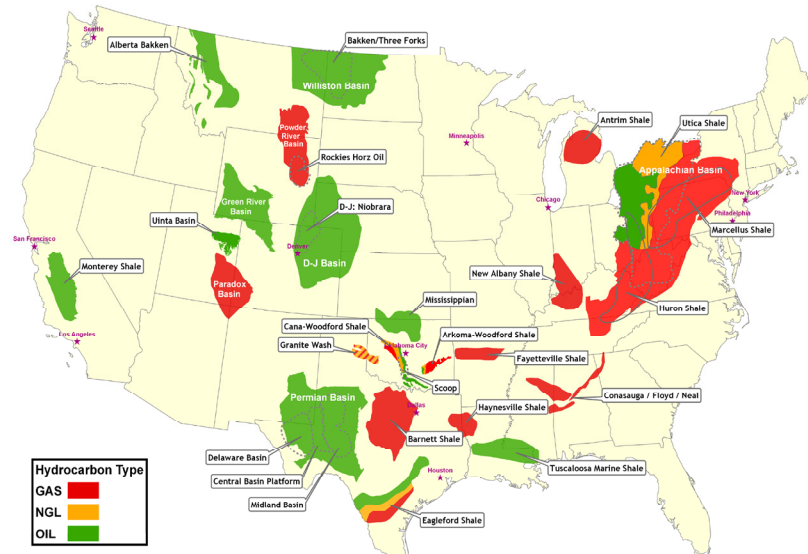 Seattle
Alberta Bakken
Bakken/Three Forks
Williston Basin
Antrim Shale
Utica Shale
Powder
River
Basin
Minneapolis
Rockies Horz Oil
Appalachian Basin
Green River
Basin
D-J: Niobrara
Chicago
New York
Uinta Basin
Philadelphia
San Francisco
Denver
Marcellus Shale
Monterey Shale
D-J Basin
New Albany Shale
Paradox
Basin
Mississippian
Huron Shale
Cana-Woodford Shale
Arkoma-Woodford Shale
Los Angeles
Granite Wash
Oklahoma City
Fayetteville Shale
Scoop
Conasauga / Floyd / Neal
Permian Basin
Dallas
Haynesville Shale
Barnett Shale
Delaware Basin
Hydrocarbon Type
Houston
Tuscaloosa Marine Shale
Central Basin Platform
GAS
Midland Basin
NGL
Eagleford Shale
OIL